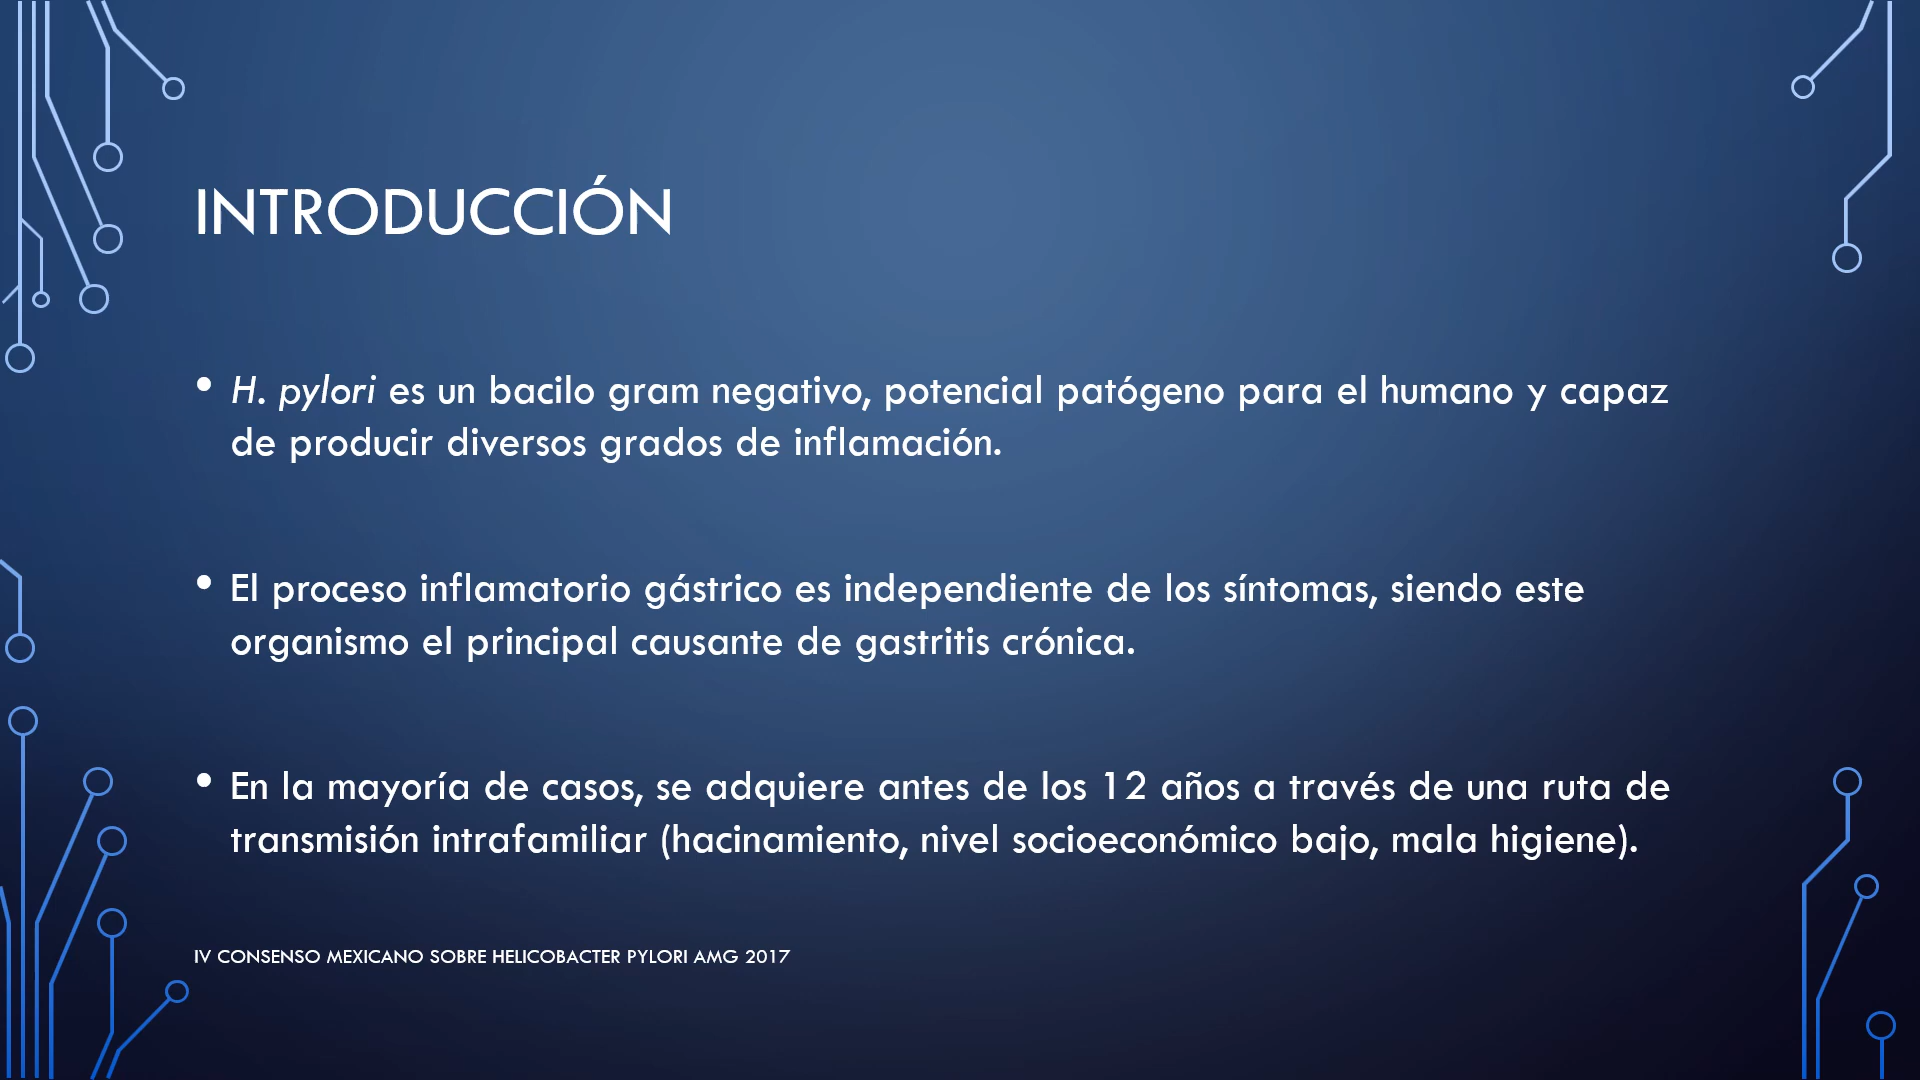 INTRODUCCIÓN
• H. pylori es un bacilo gram negativo, potencial patógeno para el humano y capaz
de producir diversos grados de inflamación.
• El proceso inflamatorio gástrico es independiente de los síntomas, siendo este
organismo el principal causante de gastritis crónica.
• En la mayoría de casos, se adquiere antes de los 12 años a través de una ruta de
transmisión intrafamiliar (hacinamiento, nivel socioeconómico bajo, mala higiene).
IV CONSENSO MEXICANO SOBRE HELICOBACTER PYLORI AMG 2017